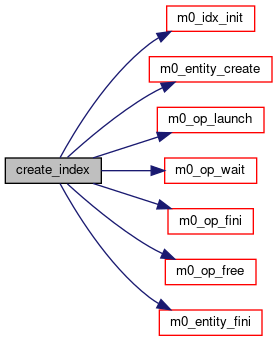 m0_idx_init
m0_entity_create
m0_op_launch
create_index
m0_op_wait
m0_op_fini
m0_op_free
m0_entity_fini